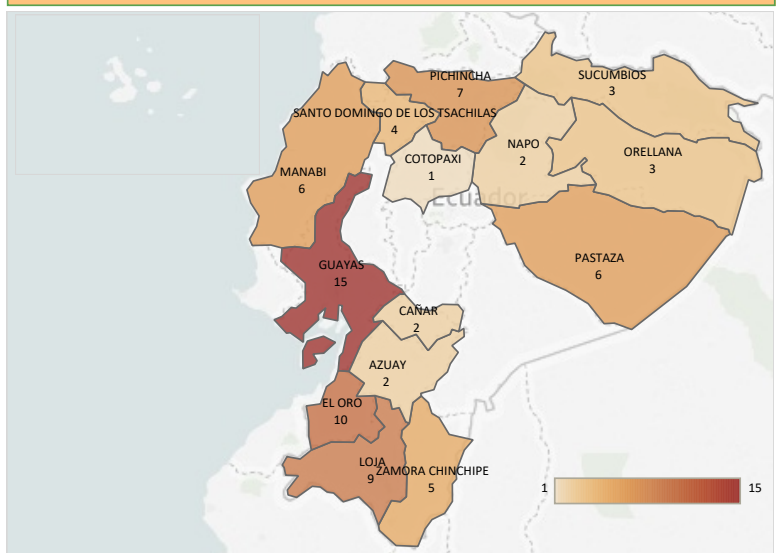 PICHINCHA
7
SUCUMBIOS
3
SANTO DOMINGO DE LOS TSACHILAS
4
NAPO
2
ORELLANA
3
COTOPAXI
1
MANABI
6
Ecuador
PASTAZA
6
GUAYAS
15
CAÑAR
2
AZUAY
2
EL ORO
10
LOJA
9
ZAMORA CHINCHIPE
5
1
15